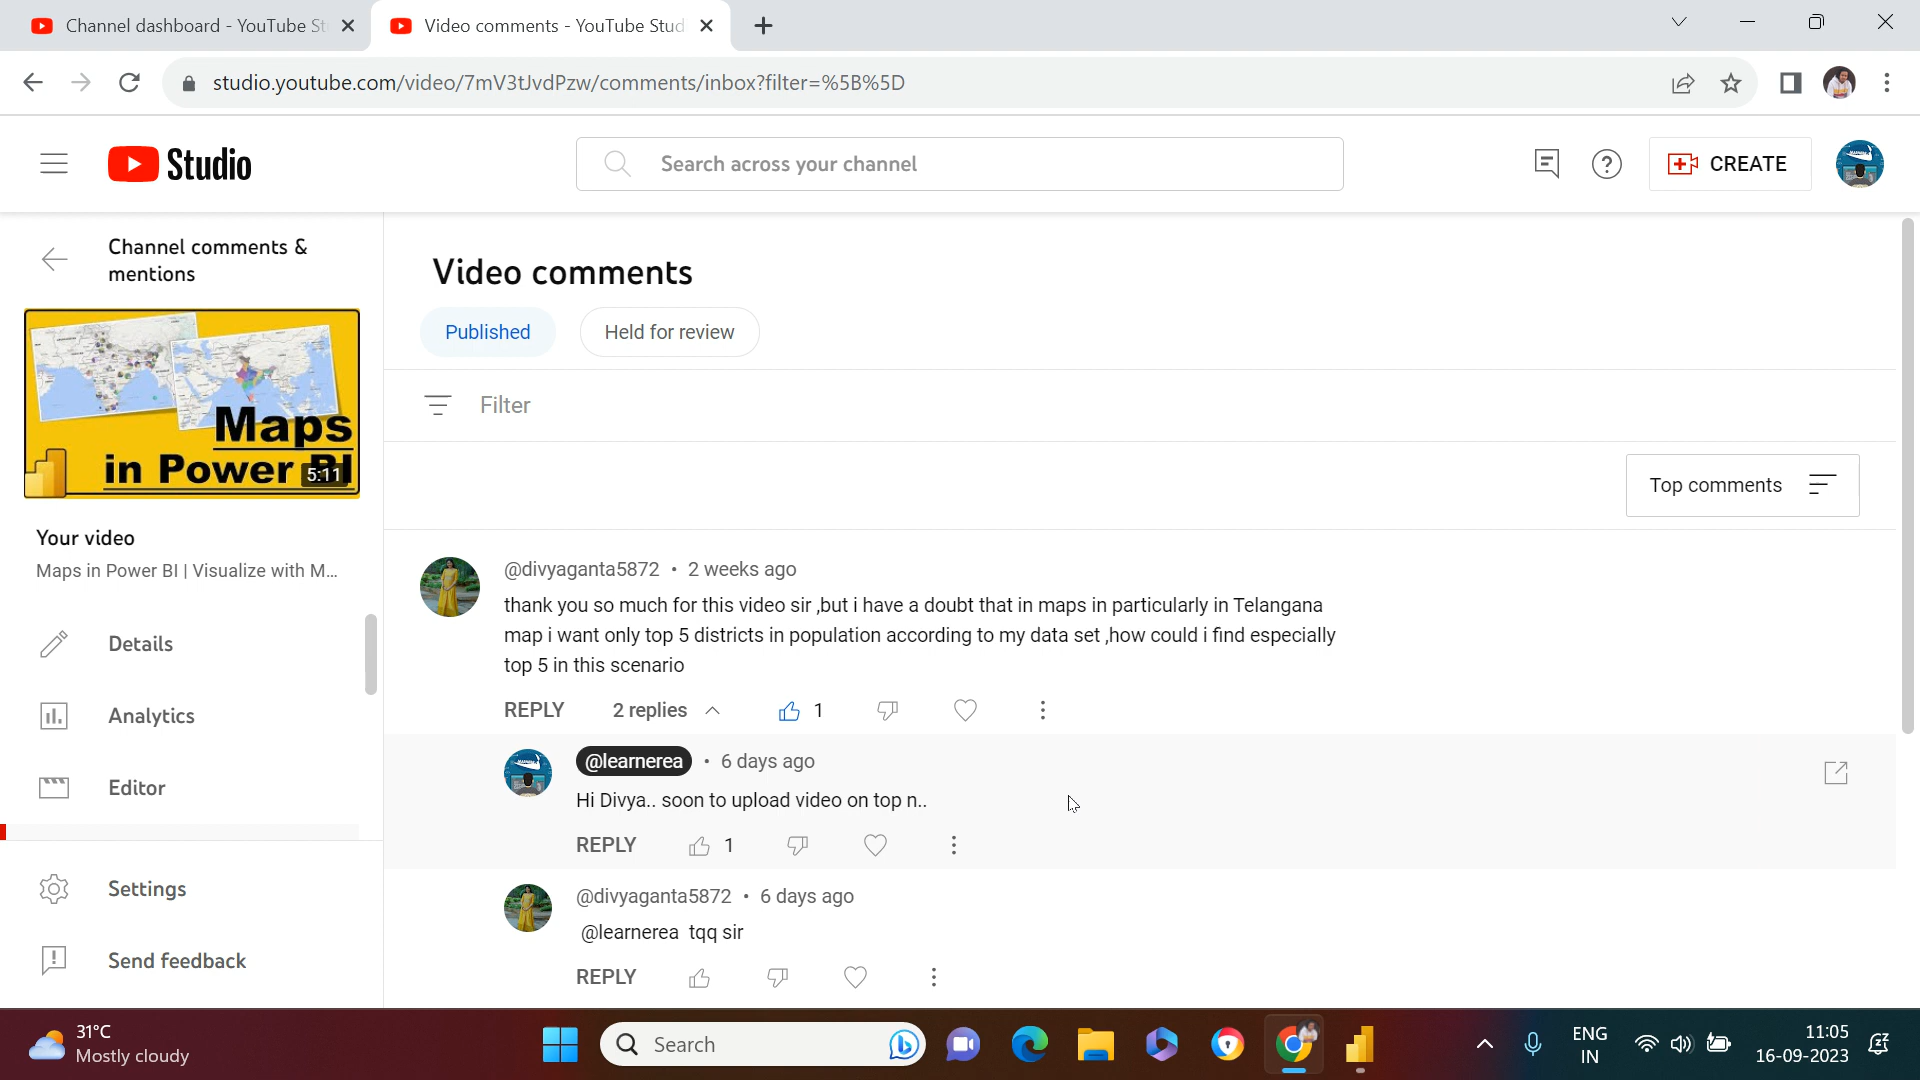 Channel dashboard - YouTube St
Video comments - YouTube Stud
studio.youtube.com/video/7mV3tJvdPzw/comments/inbox?filter=%5B%5D
Studio
Search across your channel
CREATE
Channel comments &
mentions
Maps
in Power BI
5:11
Your video
Maps in Power BI | Visualize with M...
Details
Analytics
Editor
Settings
Send feedback
Video comments
Published
Held for review
Filter
Top comments
@divyaganta5872 • 2 weeks ago
thank you so much for this video sir ,but i have a doubt that in maps in particularly in Telangana
map i want only top 5 districts in population according to my data set ,how could i find especially
top 5 in this scenario
REPLY 2 replies 1
@learnerea • 6 days ago
Hi Divya.. soon to upload video on top n..
REPLY 1
@divyaganta5872 • 6 days ago
@learnerea tqq sir
REPLY
31°C
Mostly cloudy
Search
ENG
IN
11:05
16-09-2023